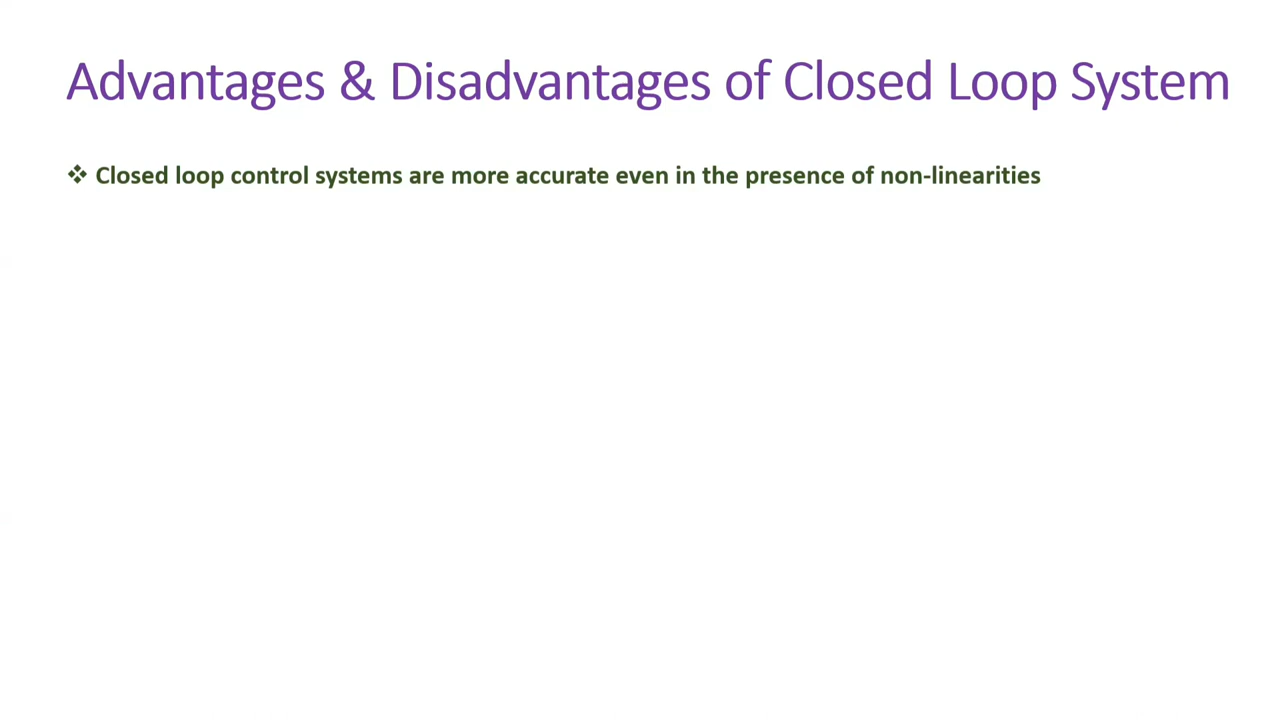 Advantages & Disadvantages of Closed Loop System
❖ Closed loop control systems are more accurate even in the presence of non-linearities